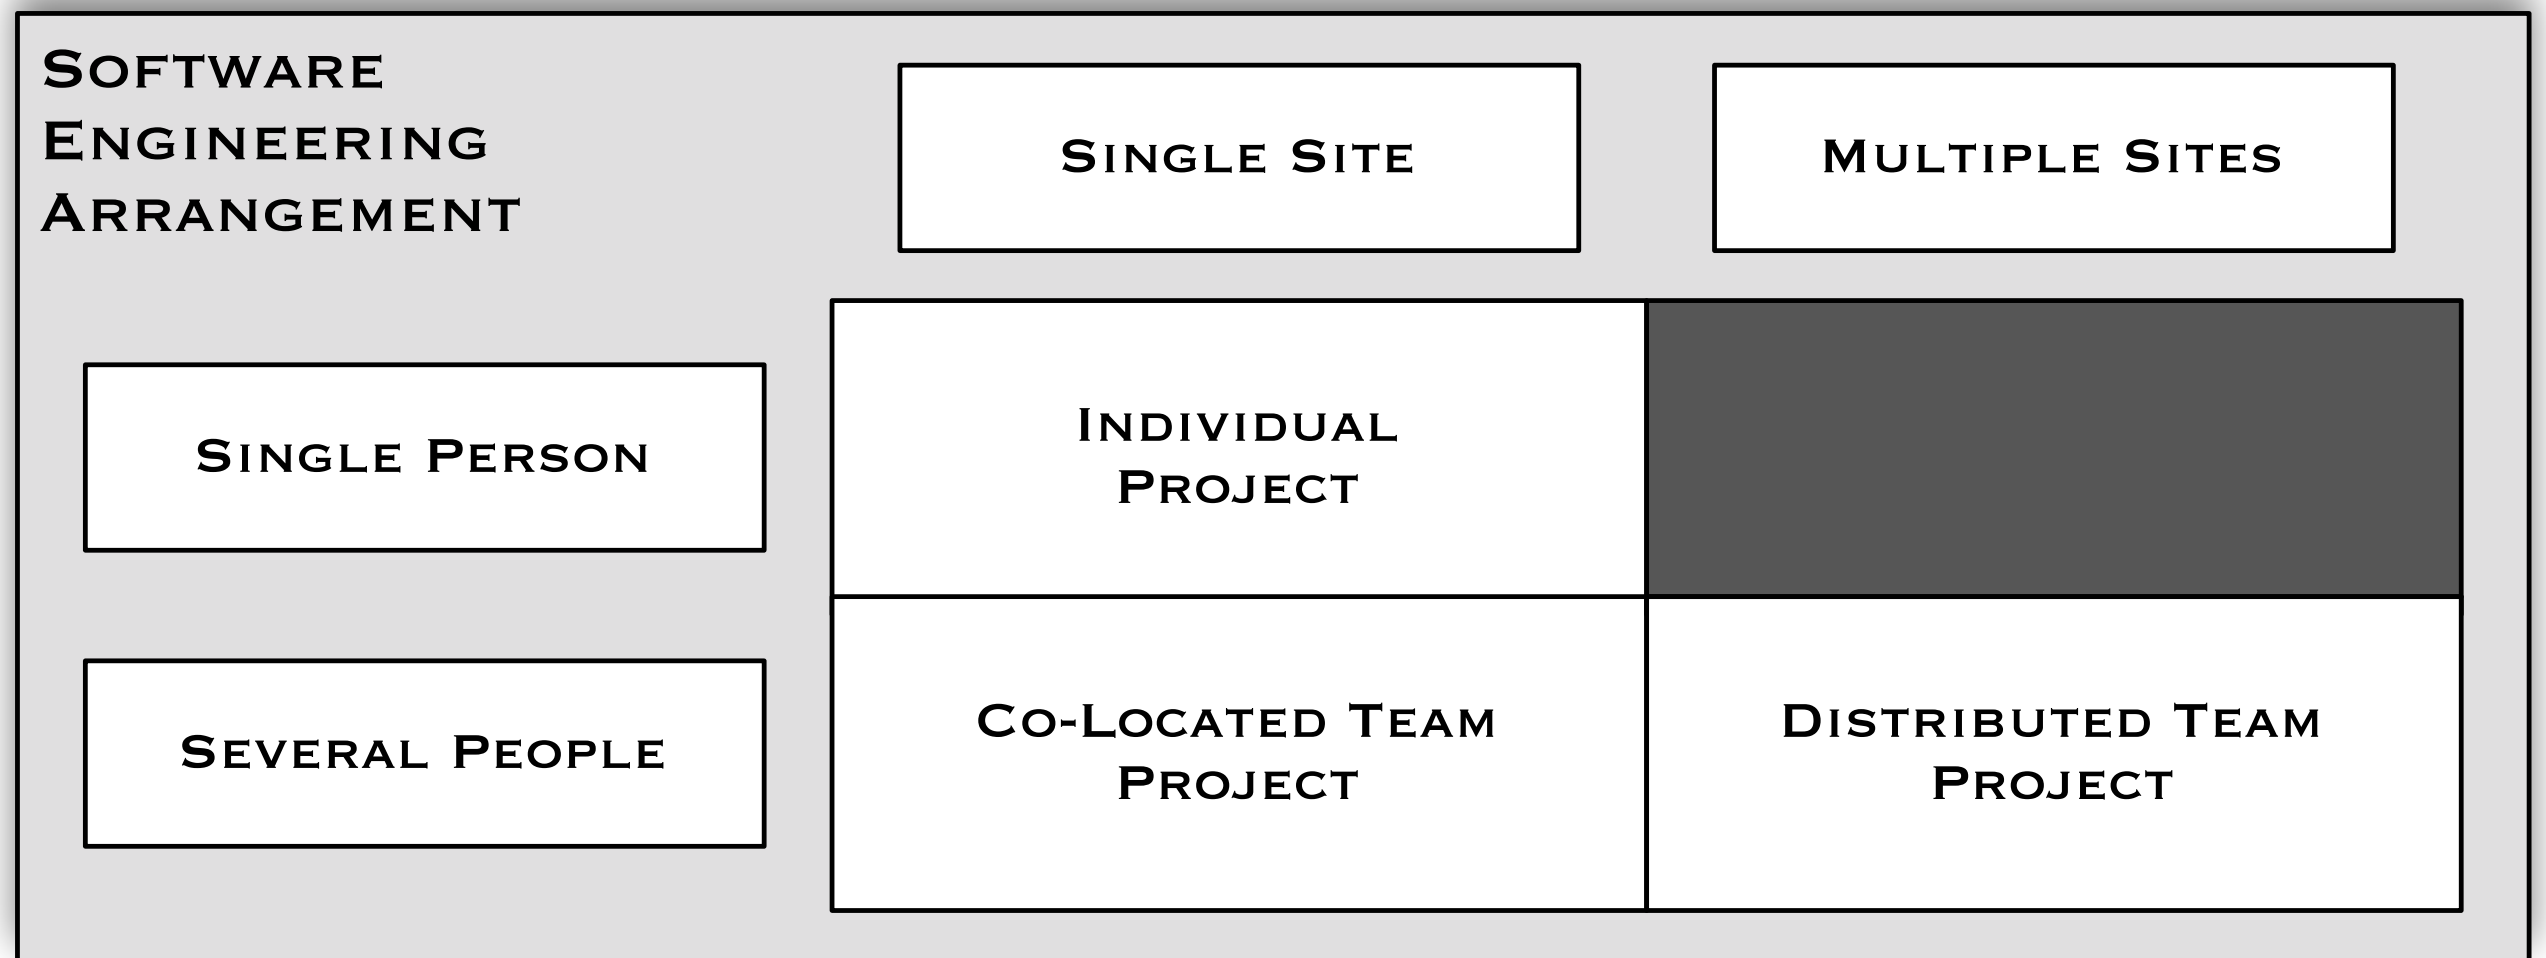 Software
Engineering
Arrangement
Single Site
Multiple Sites
Single Person
Individual
Project
Several People
Co-Located Team
Project
Distributed Team
Project